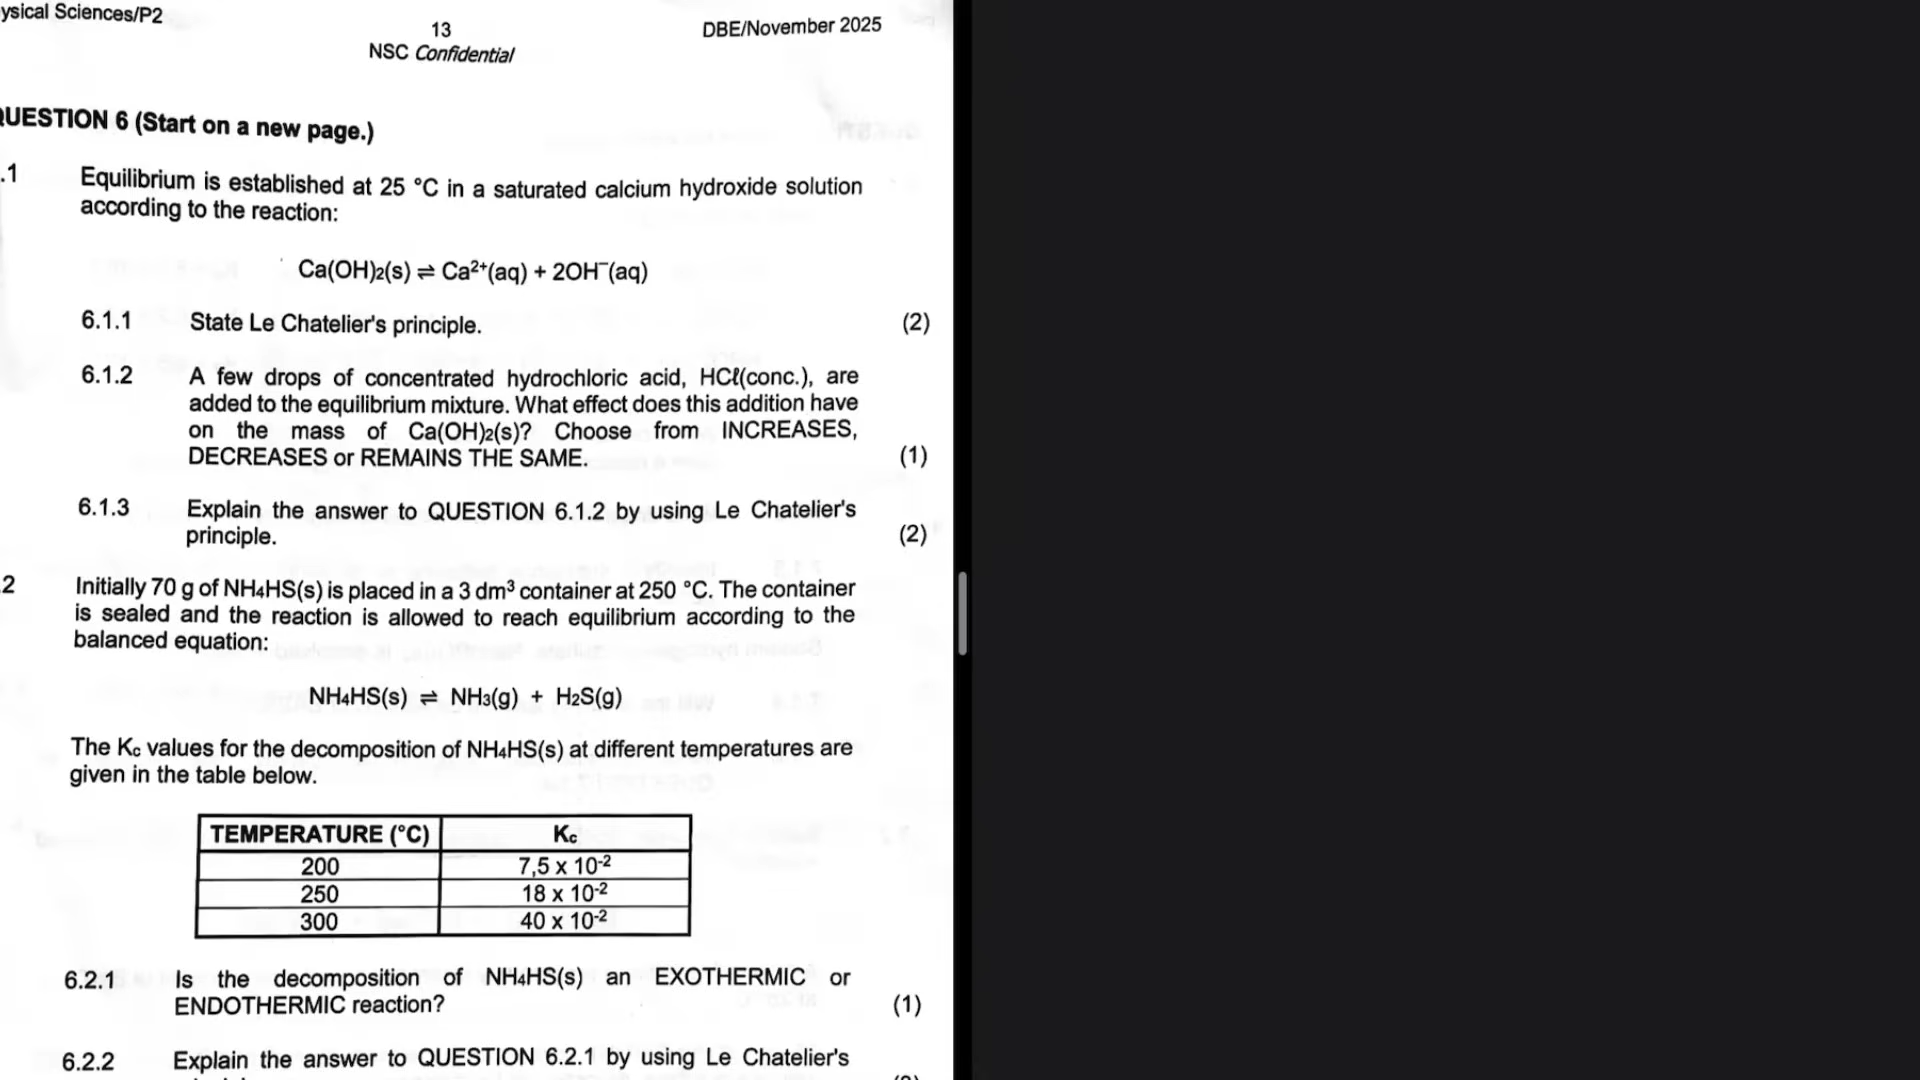 ysical Sciences/P2
13
DBE/November 2025
NSC Confidential
QUESTION 6 (Start on a new page.)
.1 Equilibrium is established at 25 °C in a saturated calcium hydroxide solution
according to the reaction:
Ca(OH)₂(s) ⇌ Ca²⁺(aq) + 2OH⁻(aq)
6.1.1 State Le Chatelier's principle. (2)
6.1.2 A few drops of concentrated hydrochloric acid, HCℓ(conc.), are
added to the equilibrium mixture. What effect does this addition have
on the mass of Ca(OH)₂(s)? Choose from INCREASES,
DECREASES or REMAINS THE SAME. (1)
6.1.3 Explain the answer to QUESTION 6.1.2 by using Le Chatelier's
principle. (2)
.2 Initially 70 g of NH₄HS(s) is placed in a 3 dm³ container at 250 °C. The container
is sealed and the reaction is allowed to reach equilibrium according to the
balanced equation:
NH₄HS(s) ⇌ NH₃(g) + H₂S(g)
The K꜀ values for the decomposition of NH₄HS(s) at different temperatures are
given in the table below.
TEMPERATURE (°C) K꜀
200 7,5 x 10⁻²
250 18 x 10⁻²
300 40 x 10⁻²
6.2.1 Is the decomposition of NH₄HS(s) an EXOTHERMIC or
ENDOTHERMIC reaction? (1)
6.2.2 Explain the answer to QUESTION 6.2.1 by using Le Chatelier's